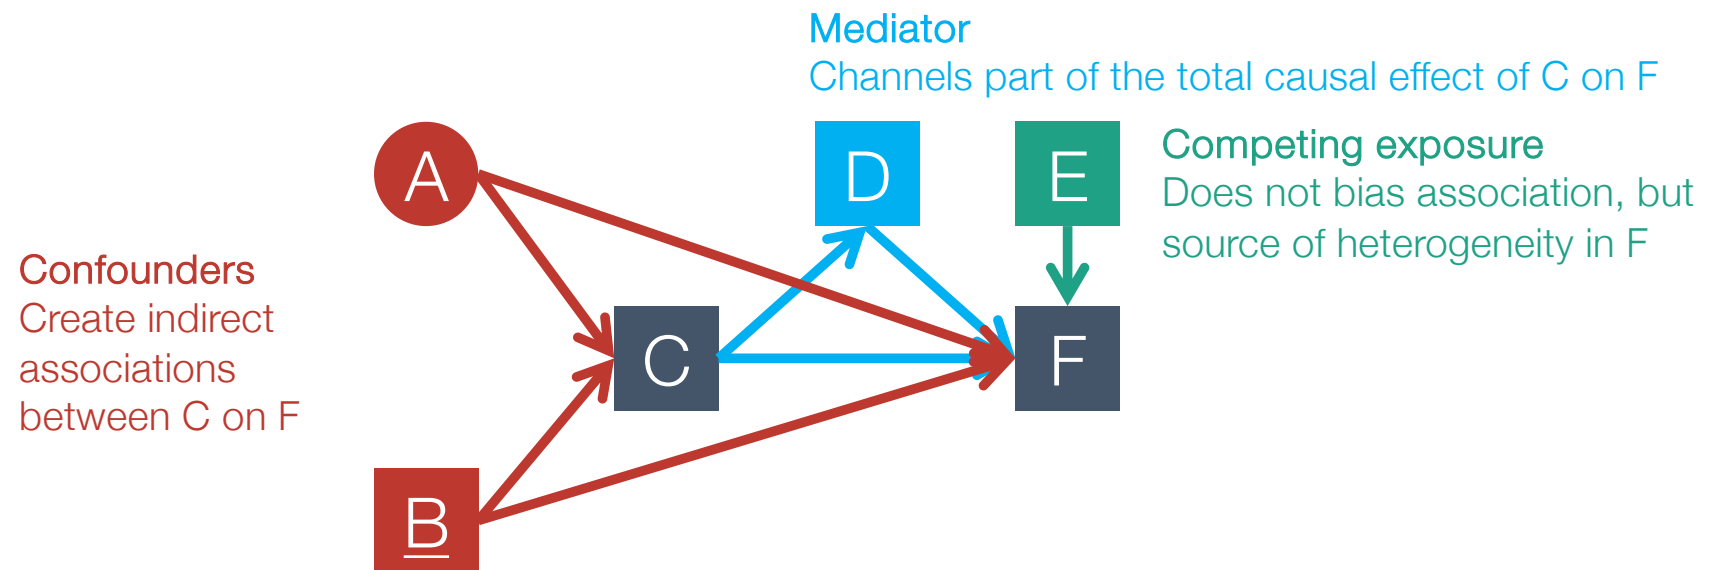 Mediator
Channels part of the total causal effect of C on F
A
D
E
Competing exposure
Does not bias association, but
source of heterogeneity in F
Confounders
Create indirect
associations
between C on F
C
F
B